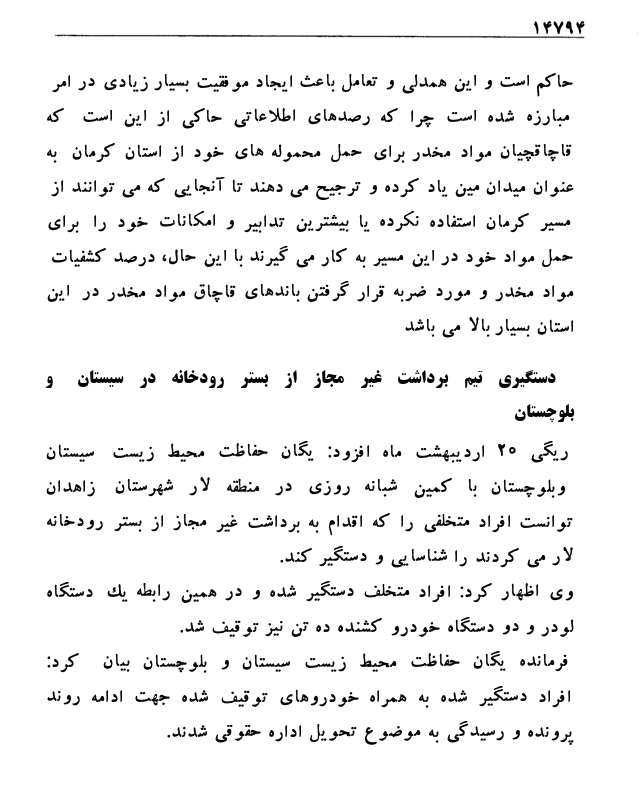 ۱۴۷۹۴
حاکم است و این همدلی و تعامل باعث ایجاد موفقیت بسیار زیادی در امر
مبارزه شده است چرا که رصدهای اطلاعاتی حاکی از این است که
قاچاقچیان مواد مخدر برای حمل محموله های خود از استان کرمان به
عنوان میدان مین یاد کرده و ترجیح می دهند تا آنجایی که می توانند از
مسیر کرمان استفاده نکرده یا بیشترین تدابیر و امکانات خود را برای
حمل مواد خود در این مسیر به کار می گیرند با این حال، درصد کشفیات
مواد مخدر و مورد ضربه قرار گرفتن باندهای قاچاق مواد مخدر در این
استان بسیار بالا می باشد
دستگیری تیم برداشت غیر مجاز از بستر رودخانه در سیستان و
بلوچستان
ریگی ۲۰ اردیبهشت ماه افزود: یگان حفاظت محیط زیست سیستان
وبلوچستان با کمین شبانه روزی در منطقه لار شهرستان زاهدان
توانست افراد متخلفی را که اقدام به برداشت غیر مجاز از بستر رودخانه
لار می کردند را شناسایی و دستگیر کند.
وی اظهار کرد: افراد متخلف دستگیر شده و در همین رابطه یك دستگاه
لودر و دو دستگاه خودرو کشنده ده تن نیز توقیف شد.
فرمانده یگان حفاظت محیط زیست سیستان و بلوچستان بیان کرد:
افراد دستگیر شده به همراه خودروهای توقیف شده جهت ادامه روند
پرونده و رسیدگی به موضوع تحویل اداره حقوقی شدند.